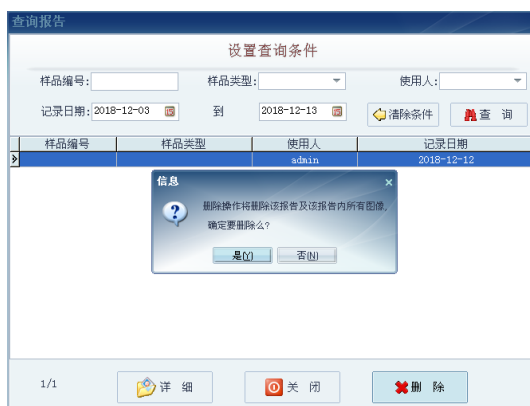 查询报告
设置查询条件
样品编号: 样品类型: 使用人:
记录日期: 2018-12-03 到 2018-12-13 清除条件 查 询
样品编号 样品类型 使用人 记录日期
admin 2018-12-12
信息
删除操作将删除该报告及该报告内所有图像,
确定要删除么?
是(Y) 否(N)
1/1 详 细 关 闭 删 除